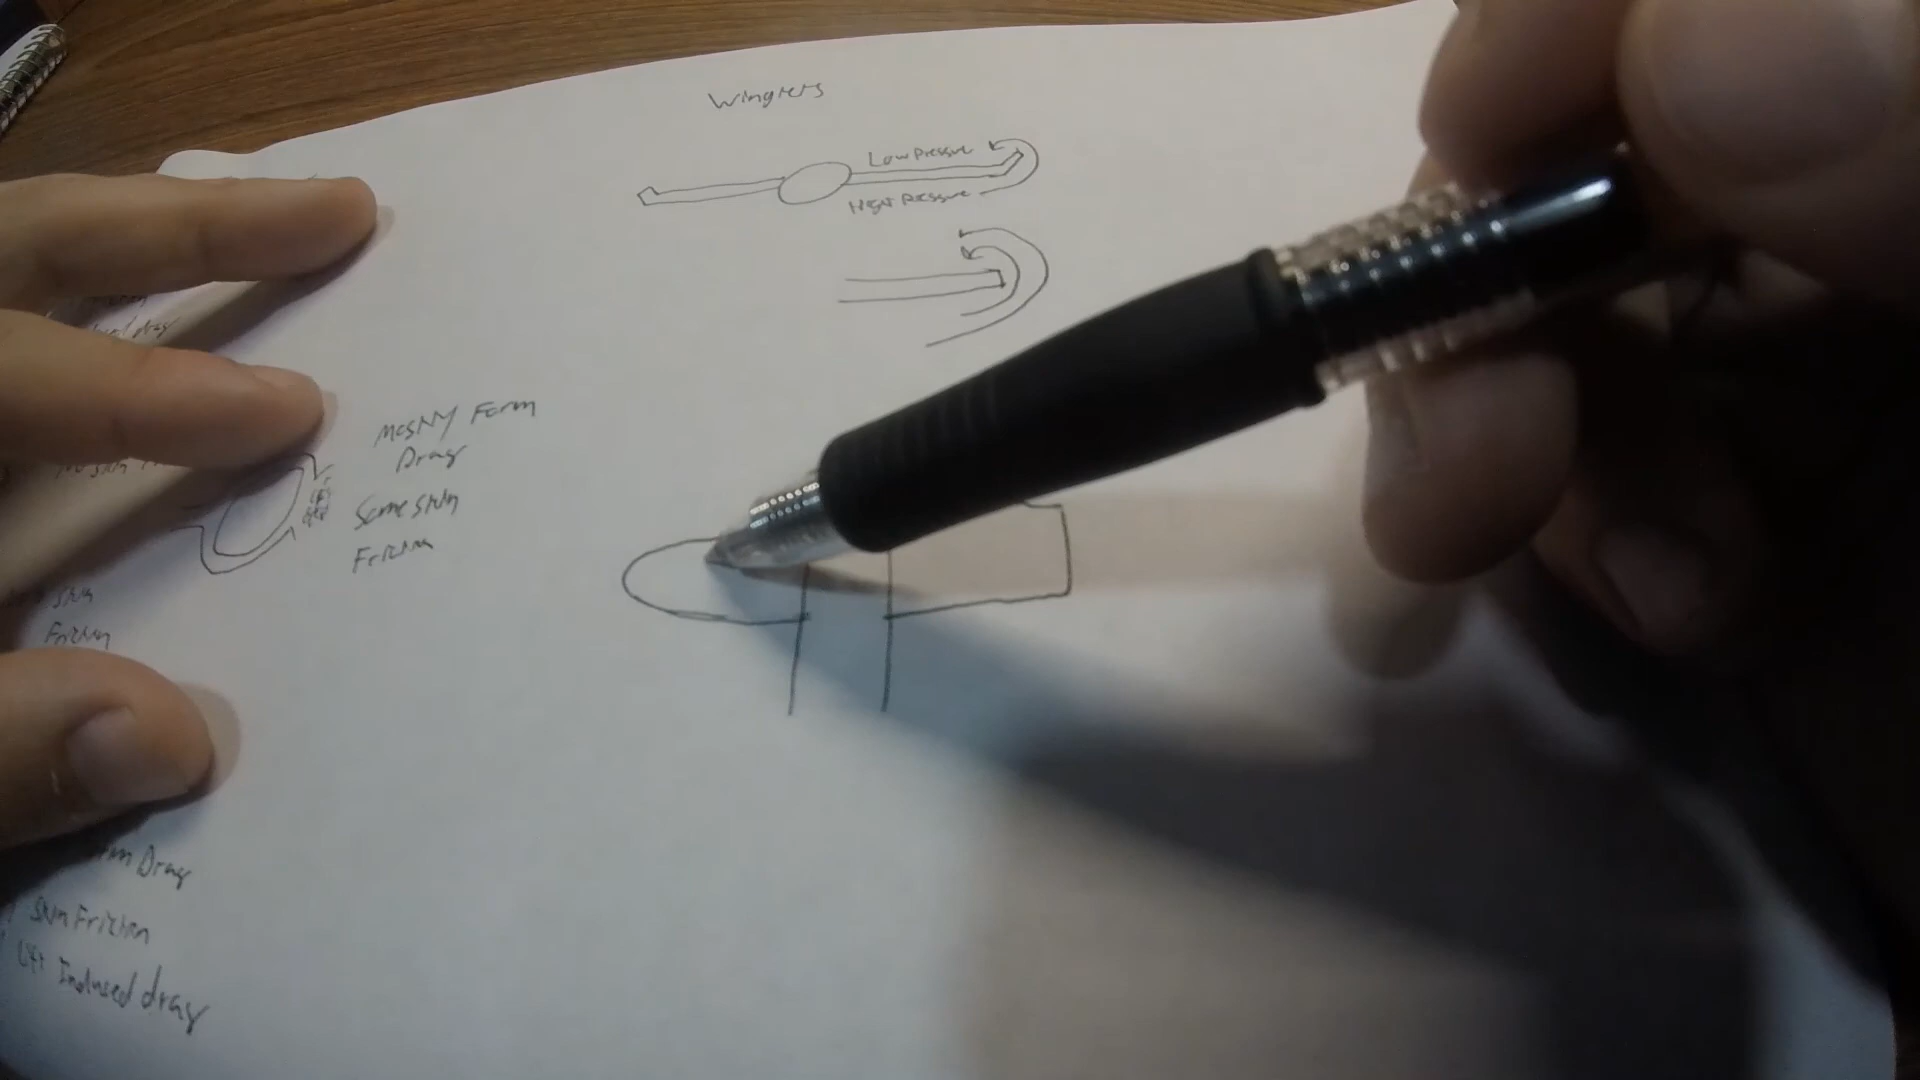 Winglets
Low Pressure
High Pressure
drag
Mostly Form
Drag
Some skin
Friction
skin
Friction
Drag
Skin Friction
Lift Induced drag